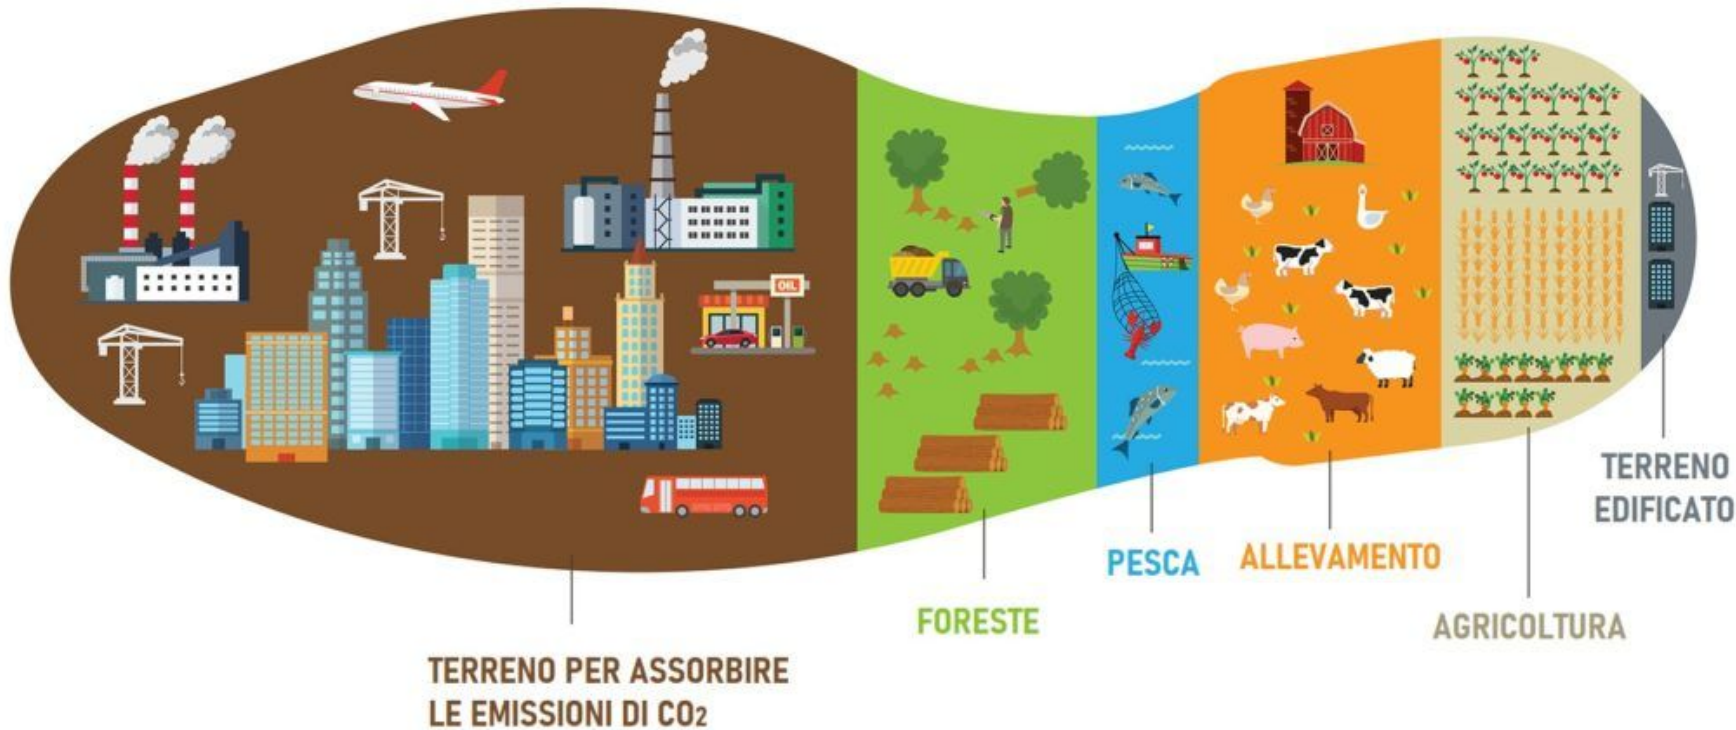 OIL
TERRENO PER ASSORBIRE
LE EMISSIONI DI CO₂
FORESTE
PESCA
ALLEVAMENTO
AGRICOLTURA
TERRENO
EDIFICATO